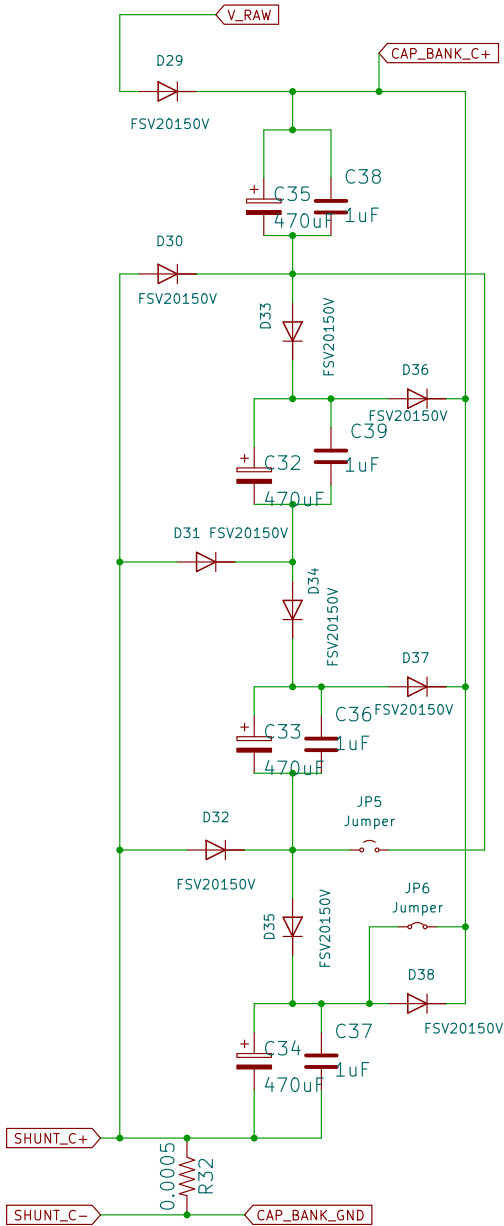 V_RAW
D29
CAP_BANK_C+
FSV20150V
C38
C35
470uF
1uF
D30
FSV20150V
D33
FSV20150V
D36
FSV20150V
C39
C32
1uF
470uF
D31 FSV20150V
D34
FSV20150V
D37
FSV20150V
C36
C33
1uF
470uF
JP5
Jumper
D32
FSV20150V
JP6
Jumper
D35
FSV20150V
D38
FSV20150V
C37
C34
1uF
470uF
SHUNT_C+
0.0005
R32
SHUNT_C-
CAP_BANK_GND